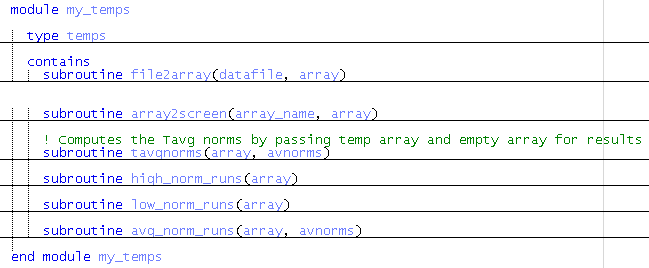 module my_temps
type temps
contains
subroutine file2array(datafile, array)
subroutine array2screen(array_name, array)
! Computes the Tavg norms by passing temp array and empty array for results
subroutine tavgnorms(array, avnorms)
subroutine high_norm_runs(array)
subroutine low_norm_runs(array)
subroutine avg_norm_runs(array, avnorms)
end module my_temps